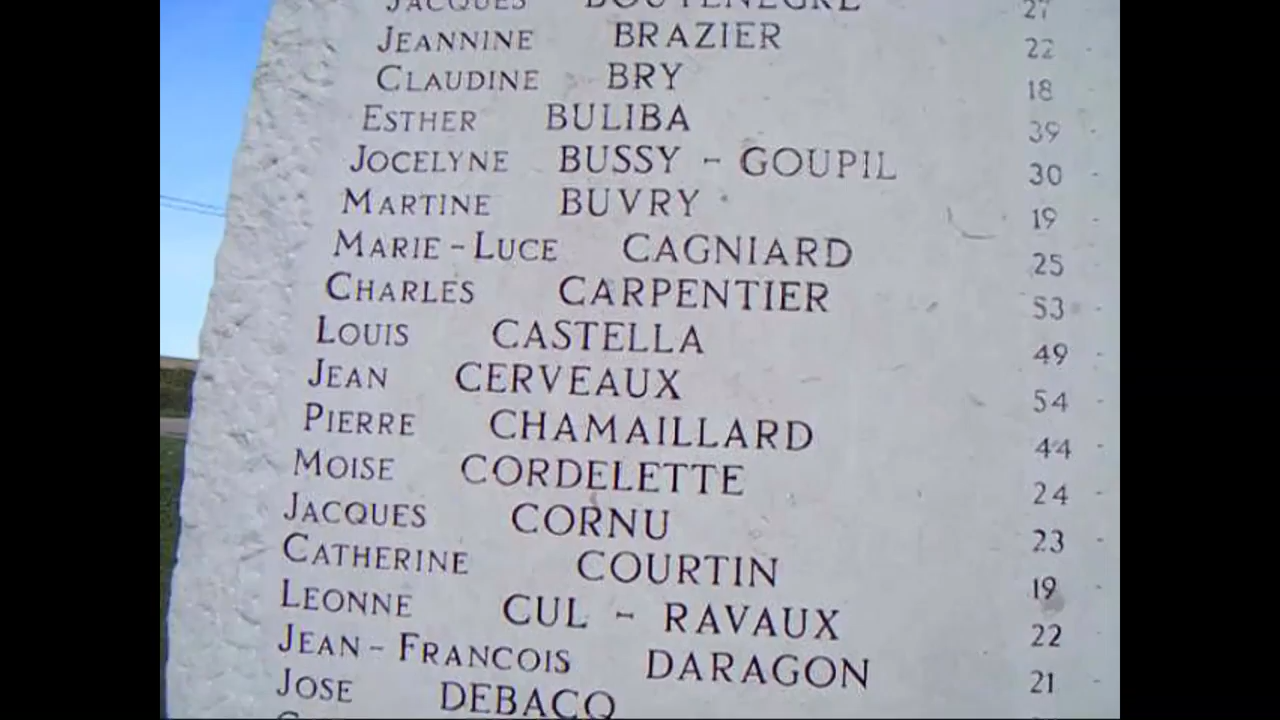 JACQUES BOUTENEGRE 27
JEANNINE BRAZIER 22
CLAUDINE BRY 18
ESTHER BULIBA 39
JOCELYNE BUSSY - GOUPIL 30
MARTINE BUVRY 19
MARIE-LUCE CAGNIARD 25
CHARLES CARPENTIER 53
LOUIS CASTELLA 49
JEAN CERVEAUX 54
PIERRE CHAMAILLARD 44
MOISE CORDELETTE 24
JACQUES CORNU 23
CATHERINE COURTIN 19
LEONNE CUL - RAVAUX 22
JEAN-FRANCOIS DARAGON 21
JOSE DEBACQ